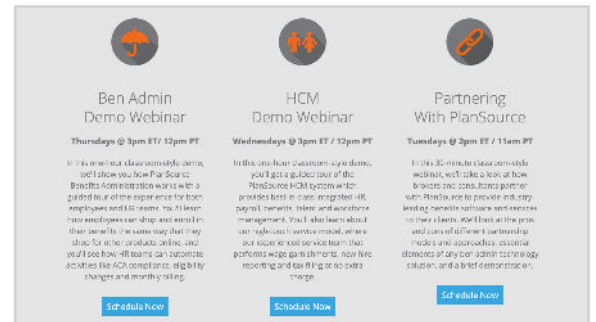 Ben Admin
Demo Webinar
Thursdays @ 3pm ET/ 12pm PT
In this one-hour classroom-style demo,
we'll show you how PlanSource
Benefits Administration works with a
guided tour of the experience for both
employees and HR teams. You'll learn
how employees can shop and enroll in
their benefits the same way that they
shop for other products online, and
you'll see how HR teams can automate
activities like ACA compliance, eligibility
changes and monthly billing.
Schedule Now
HCM
Demo Webinar
Wednesdays @ 3pm ET / 12pm PT
In this one-hour classroom-style demo,
you'll get a guided tour of the
PlanSource HCM system which
provides best-in-class integrated HR,
payroll, benefits, talent and workforce
management. You'll also learn about
our high-touch service model, where
our experienced service team that
performs wage garnishments, new hire
reporting and tax filing at no extra
charge.
Schedule Now
Partnering
With PlanSource
Tuesdays @ 2pm ET / 11am PT
In this 30-minute classroom-style
webinar, we'll take a look at how
brokers and consultants partner
with PlanSource to provide industry
leading benefits software and services
to their clients. We'll look at the pros
and cons of different partnership
models and approaches, essential
elements of any ben admin technology
solution, and a brief demonstration.
Schedule Now